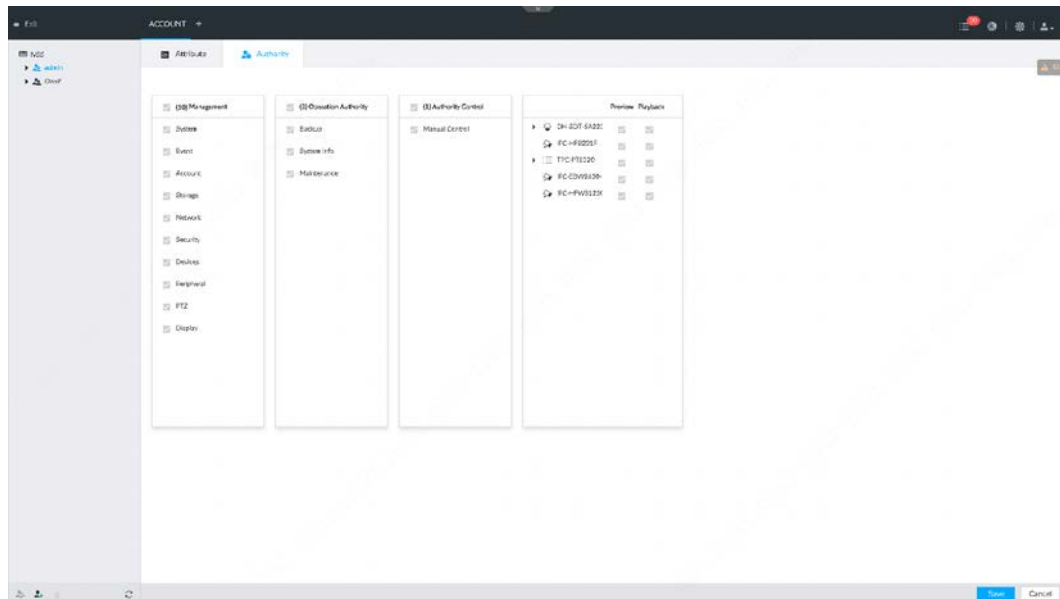 Exit
ACCOUNT +
Attribute
Authority
admin
(10) Management
System
Event
Account
Storage
Network
Security
Devices
Peripheral
PTZ
Display
(3) Operation Authority
Backup
System Info
Maintenance
(1) Authority Control
Manual Control
Preview Playback
Save
Cancel